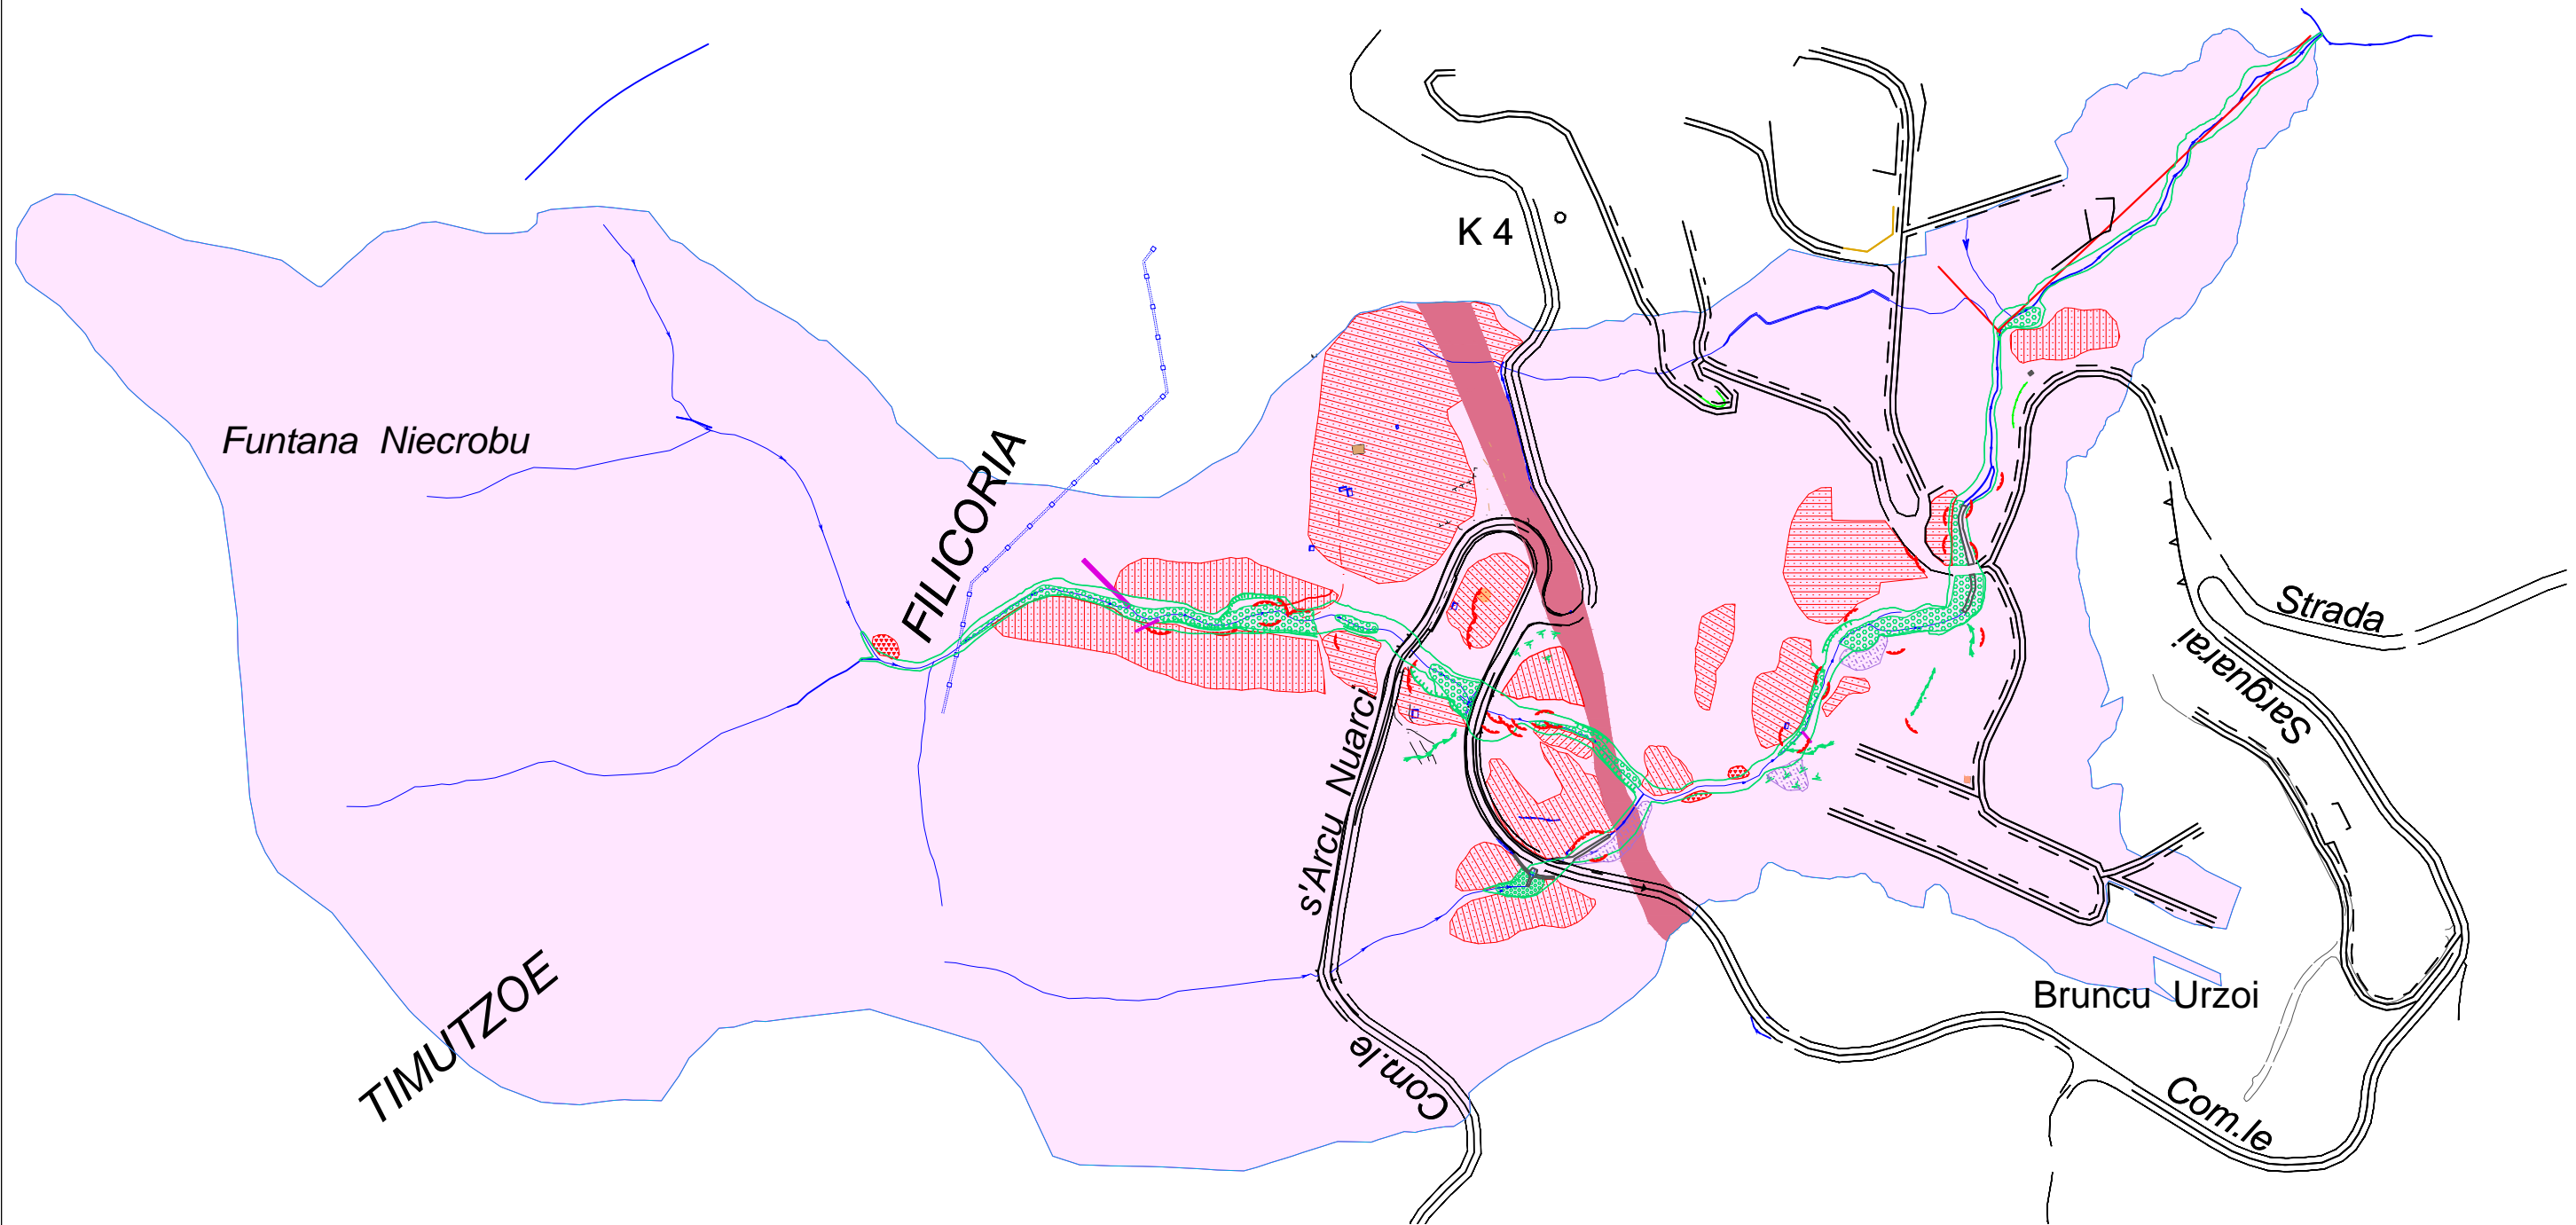 K 4
Funtana Niecrobu
FILICORIA
Strada
Sarguarai
s'Arcu Nuarci
TIMUTZOE
Bruncu Urzoi
Com.le
Com.le